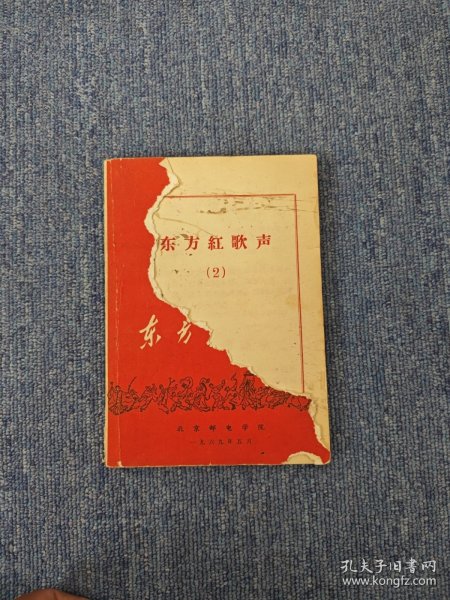 东方紅歌声
(2)
东方
北京邮电学院
一九六九年五月
孔夫子旧书网
www.kongfz.com